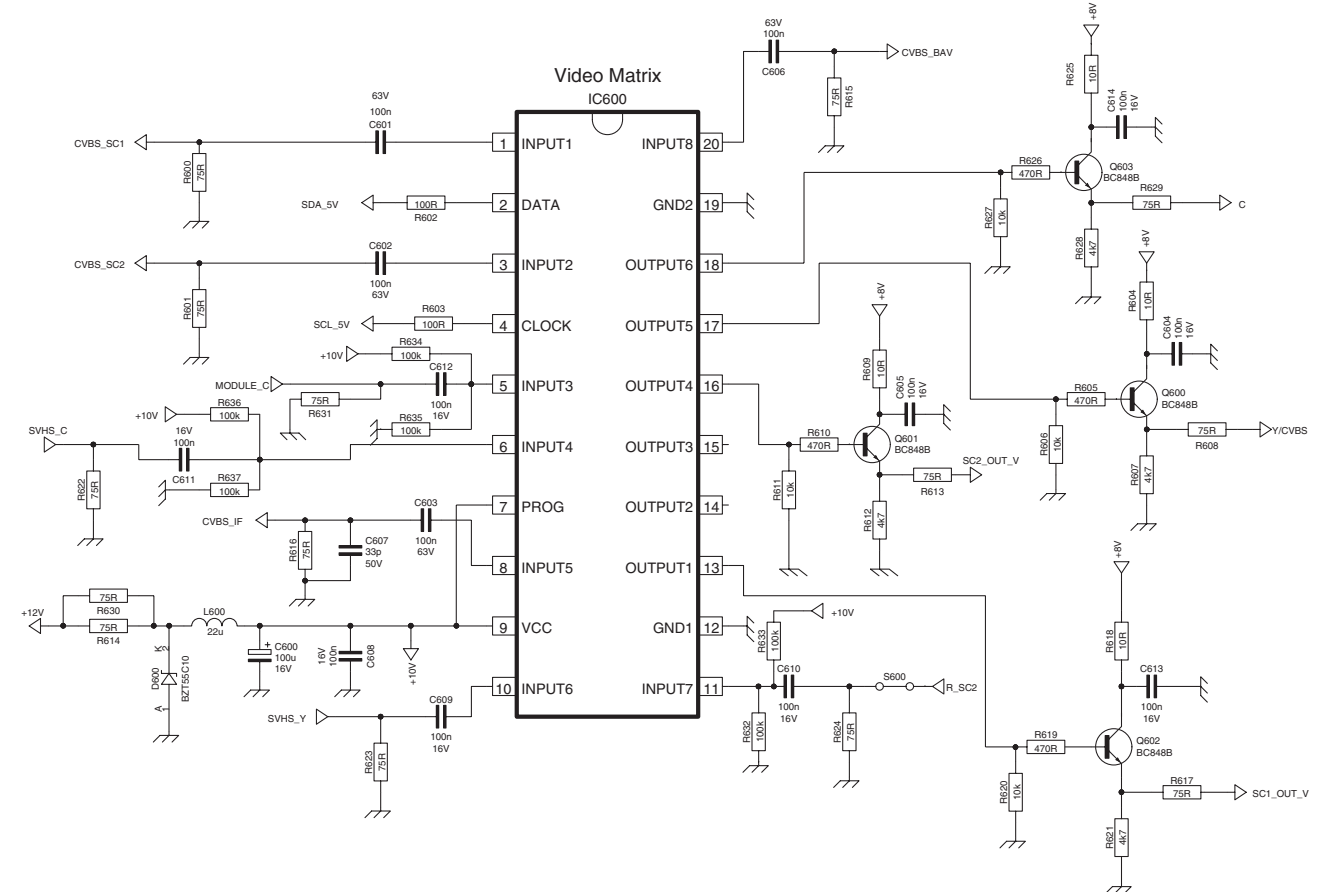 Video Matrix
IC600
1 INPUT1
2 DATA
3 INPUT2
4 CLOCK
5 INPUT3
6 INPUT4
7 PROG
8 INPUT5
9 VCC
10 INPUT6
INPUT8 20
GND2 19
OUTPUT6 18
OUTPUT5 17
OUTPUT4 16
OUTPUT3 15
OUTPUT2 14
OUTPUT1 13
GND1 12
INPUT7 11
CVBS_SC1
R600
75R
63V
100n
C601
SDA_5V
100R
R602
CVBS_SC2
R601
75R
C602
100n
63V
SCL_5V
R603
100R
+10V
R634
100k
MODULE_C
75R
R631
C612
100n
16V
R635
100k
+10V
R636
100k
SVHS_C
R622
75R
16V
100n
C611
R637
100k
CVBS_IF
R616
75R
C607
33p
50V
C603
100n
63V
+12V
75R
R630
75R
R614
K
2
D600
BZT55C10
A
1
L600
22u
+
C600
100u
16V
16V
100n
C608
+10V
SVHS_Y
R623
75R
C609
100n
16V
63V
100n
C606
CVBS_BAV
75R
R615
+8V
R625
10R
C614
100n
16V
R626
470R
R627
10k
Q603
BC848B
R629
75R
C
R628
4k7
+8V
R604
10R
C604
100n
16V
R605
470R
R606
10k
Q600
BC848B
75R
R608
Y/CVBS
R607
4k7
+8V
R609
10R
C605
100n
16V
R610
470R
R611
10k
Q601
BC848B
SC2_OUT_V
75R
R613
R612
4k7
R633
100k
+10V
C610
100n
16V
R632
100k
R624
75R
S600
R_SC2
+8V
R618
10R
C613
100n
16V
R619
470R
R620
10k
Q602
BC848B
R617
75R
SC1_OUT_V
R621
4k7